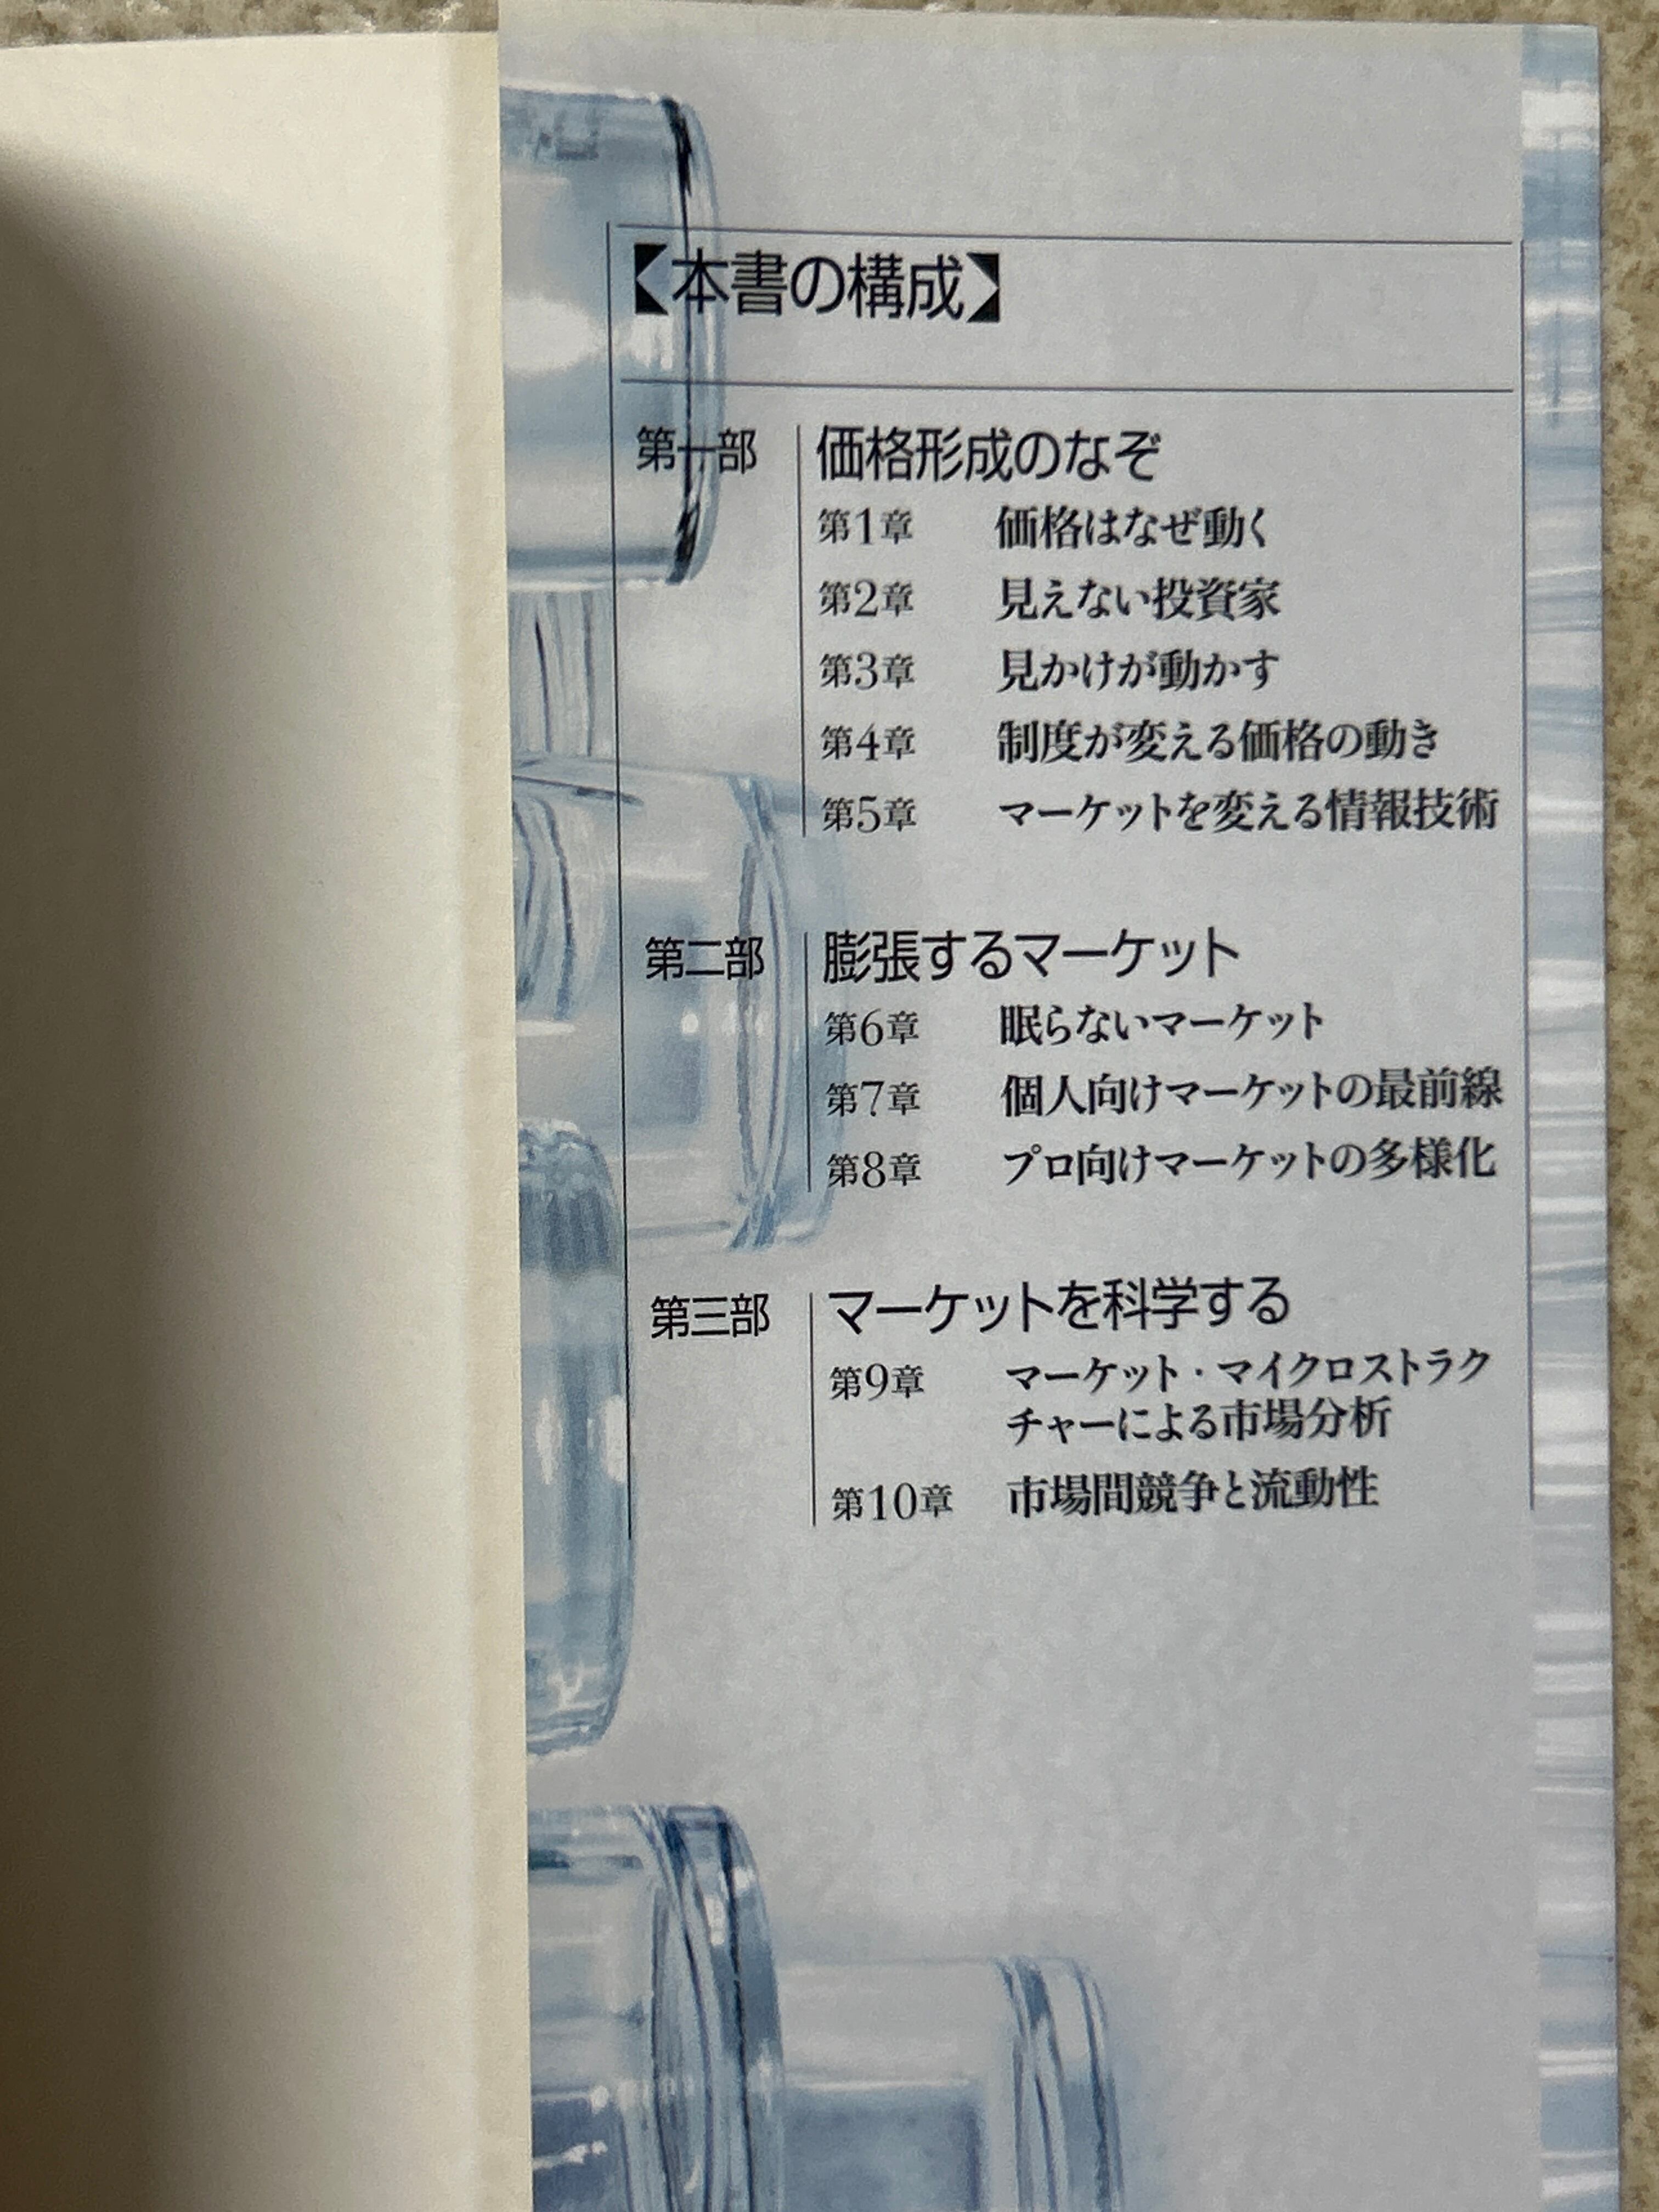 【本書の構成】
第一部 価格形成のなぞ
第1章 価格はなぜ動く
第2章 見えない投資家
第3章 見かけが動かす
第4章 制度が変える価格の動き
第5章 マーケットを変える情報技術
第二部 膨張するマーケット
第6章 眠らないマーケット
第7章 個人向けマーケットの最前線
第8章 プロ向けマーケットの多様化
第三部 マーケットを科学する
第9章 マーケット・マイクロストラク
チャーによる市場分析
第10章 市場間競争と流動性